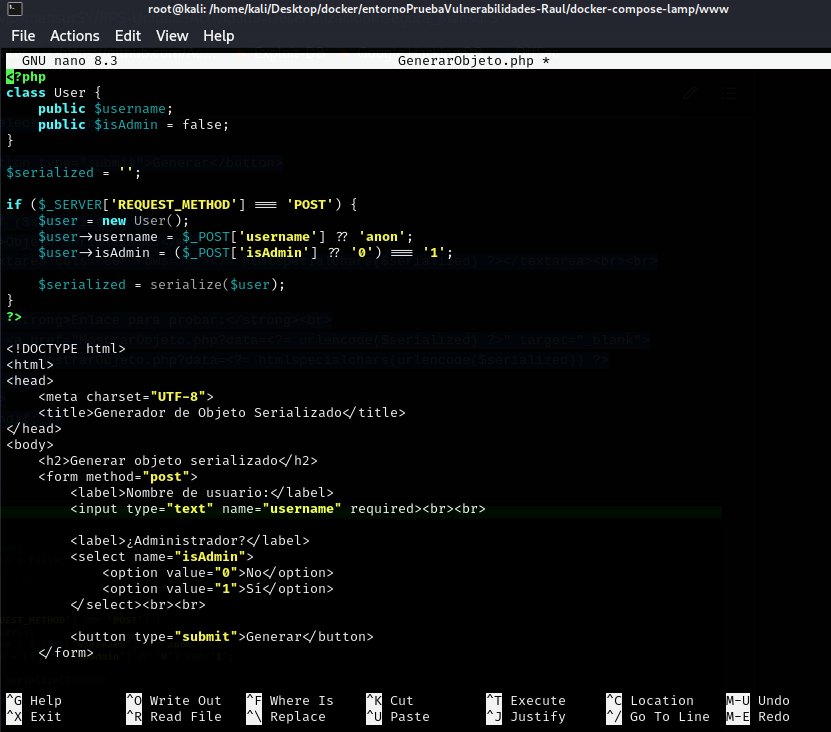 root@kali: /home/kali/Desktop/docker/entornoPruebaVulnerabilidades-Raul/docker-compose-lamp/www
File Actions Edit View Help
GNU nano 8.3 GenerarObjeto.php *
<?php
class User {
    public $username;
    public $isAdmin = false;
}

$serialized = '';

if ($_SERVER['REQUEST_METHOD'] === 'POST') {
    $user = new User();
    $user->username = $_POST['username'] ?? 'anon';
    $user->isAdmin = ($_POST['isAdmin'] ?? '0') === '1';

    $serialized = serialize($user);
}
?>

<!DOCTYPE html>
<html>
<head>
    <meta charset="UTF-8">
    <title>Generador de Objeto Serializado</title>
</head>
<body>
    <h2>Generar objeto serializado</h2>
    <form method="post">
        <label>Nombre de usuario:</label>
        <input type="text" name="username" required><br><br>

        <label>¿Administrador?</label>
        <select name="isAdmin">
            <option value="0">No</option>
            <option value="1">Sí</option>
        </select><br><br>

        <button type="submit">Generar</button>
    </form>

^G Help ^O Write Out ^F Where Is ^K Cut ^T Execute ^C Location M-U Undo
^X Exit ^R Read File ^\ Replace ^U Paste ^J Justify ^/ Go To Line M-E Redo